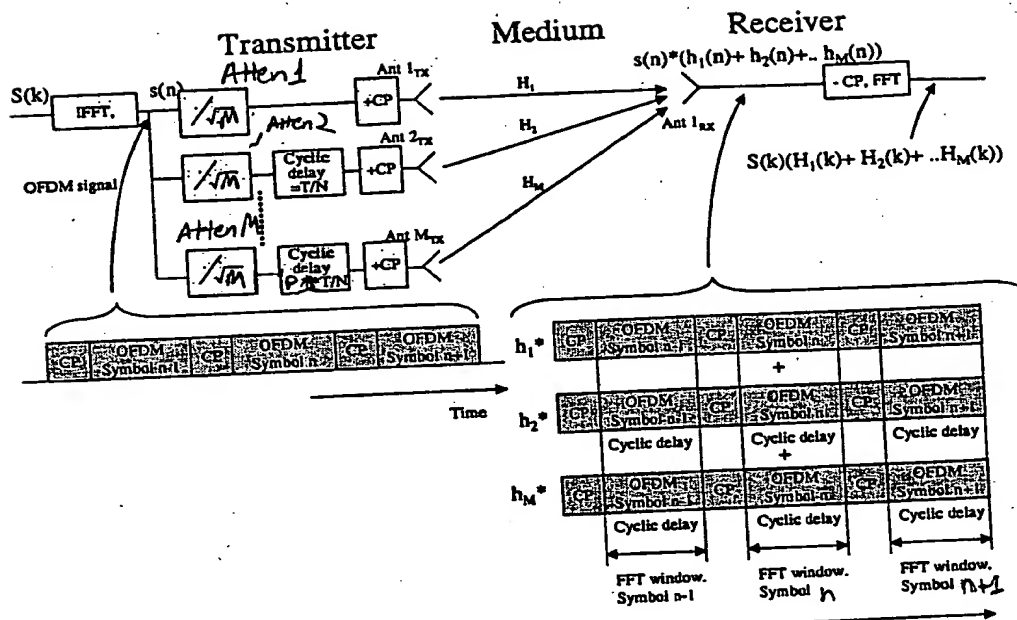 Transmitter
Medium
Receiver
Atten 1
Ant 1TX
s(n)*(h1(n)+ h2(n)+.. hM(n))
S(k)
IFFT.
s(n)
/√M
+CP
H1
- CP, FFT
Atten 2
Ant 2TX
H2
Ant 1RX
OFDM signal
/√M
Cyclic
delay
=T/N
+CP
S(k)(H1(k)+ H2(k)+ ..HM(k))
HM
Atten M
Ant MTX
/√M
Cyclic
delay
+CP
CP
OFDM
Symbol n-1
CP
OFDM
Symbol n
CP
OFDM
Symbol n+1
Time
h1*
CP
OFDM
Symbol n-1
CP
OFDM
Symbol n
CP
OFDM
Symbol n+1
+
h2*
CP
OFDM
Symbol n-1
CP
OFDM
Symbol n
CP
OFDM
Symbol n+1
Cyclic delay
Cyclic delay
Cyclic delay
+
hM*
CP
OFDM
Symbol n-1
CP
OFDM
Symbol n
CP
OFDM
Symbol n+1
Cyclic delay
Cyclic delay
Cyclic delay
FFT window.
Symbol n-1
FFT window.
Symbol n
FFT window.
Symbol n+1